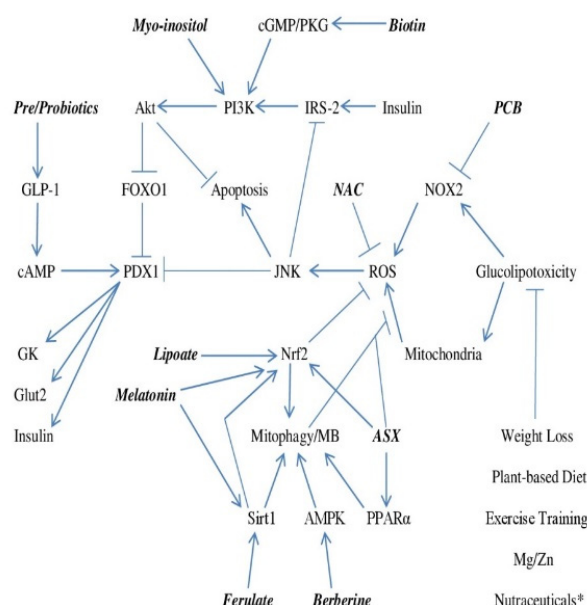 Myo-inositol cGMP/PKG Biotin
Pre/Probiotics Akt PI3K IRS-2 Insulin PCB
GLP-1 FOXO1 Apoptosis NAC NOX2
cAMP PDX1 JNK ROS Glucolipotoxicity
GK Lipoate Nrf2 Mitochondria
Glut2 Melatonin
Insulin Mitophagy/MB ASX Weight Loss
Plant-based Diet
Sirt1 AMPK PPARα Exercise Training
Mg/Zn
Ferulate Berberine Nutraceuticals*